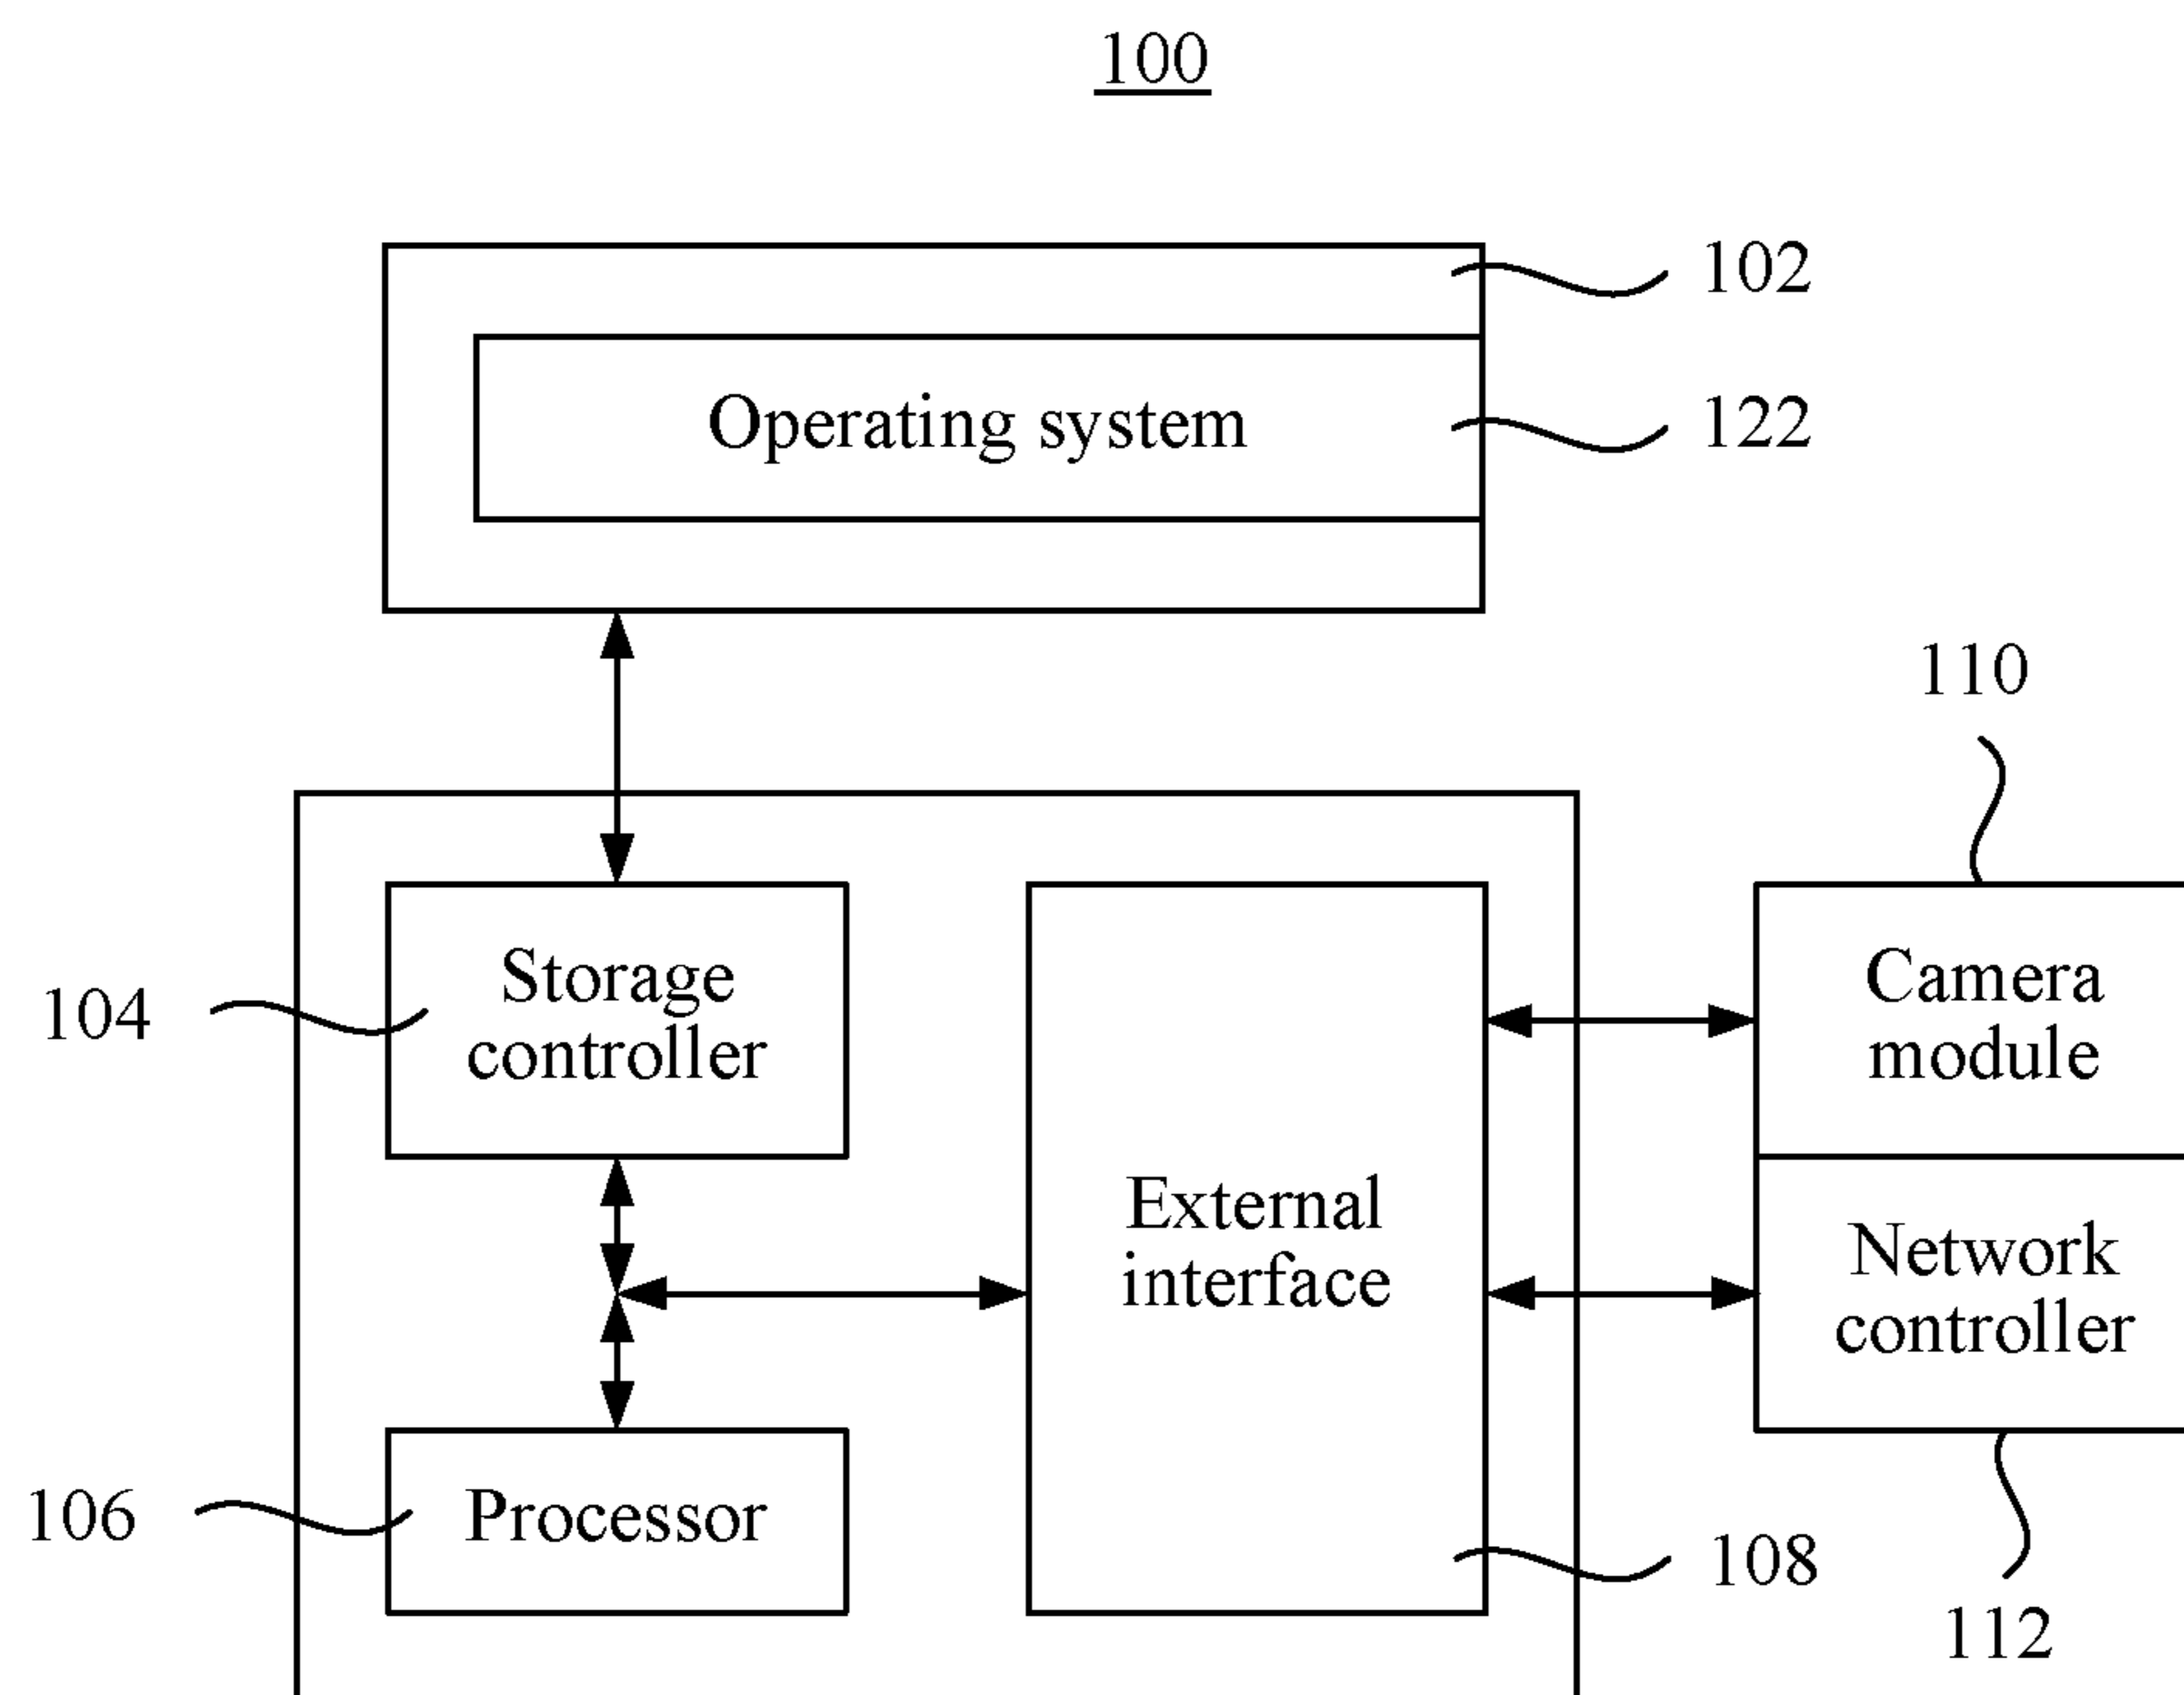 100
102
Operating system
122
110
Storage
controller
104
Camera
module
External
interface
Network
controller
106
Processor
108
112